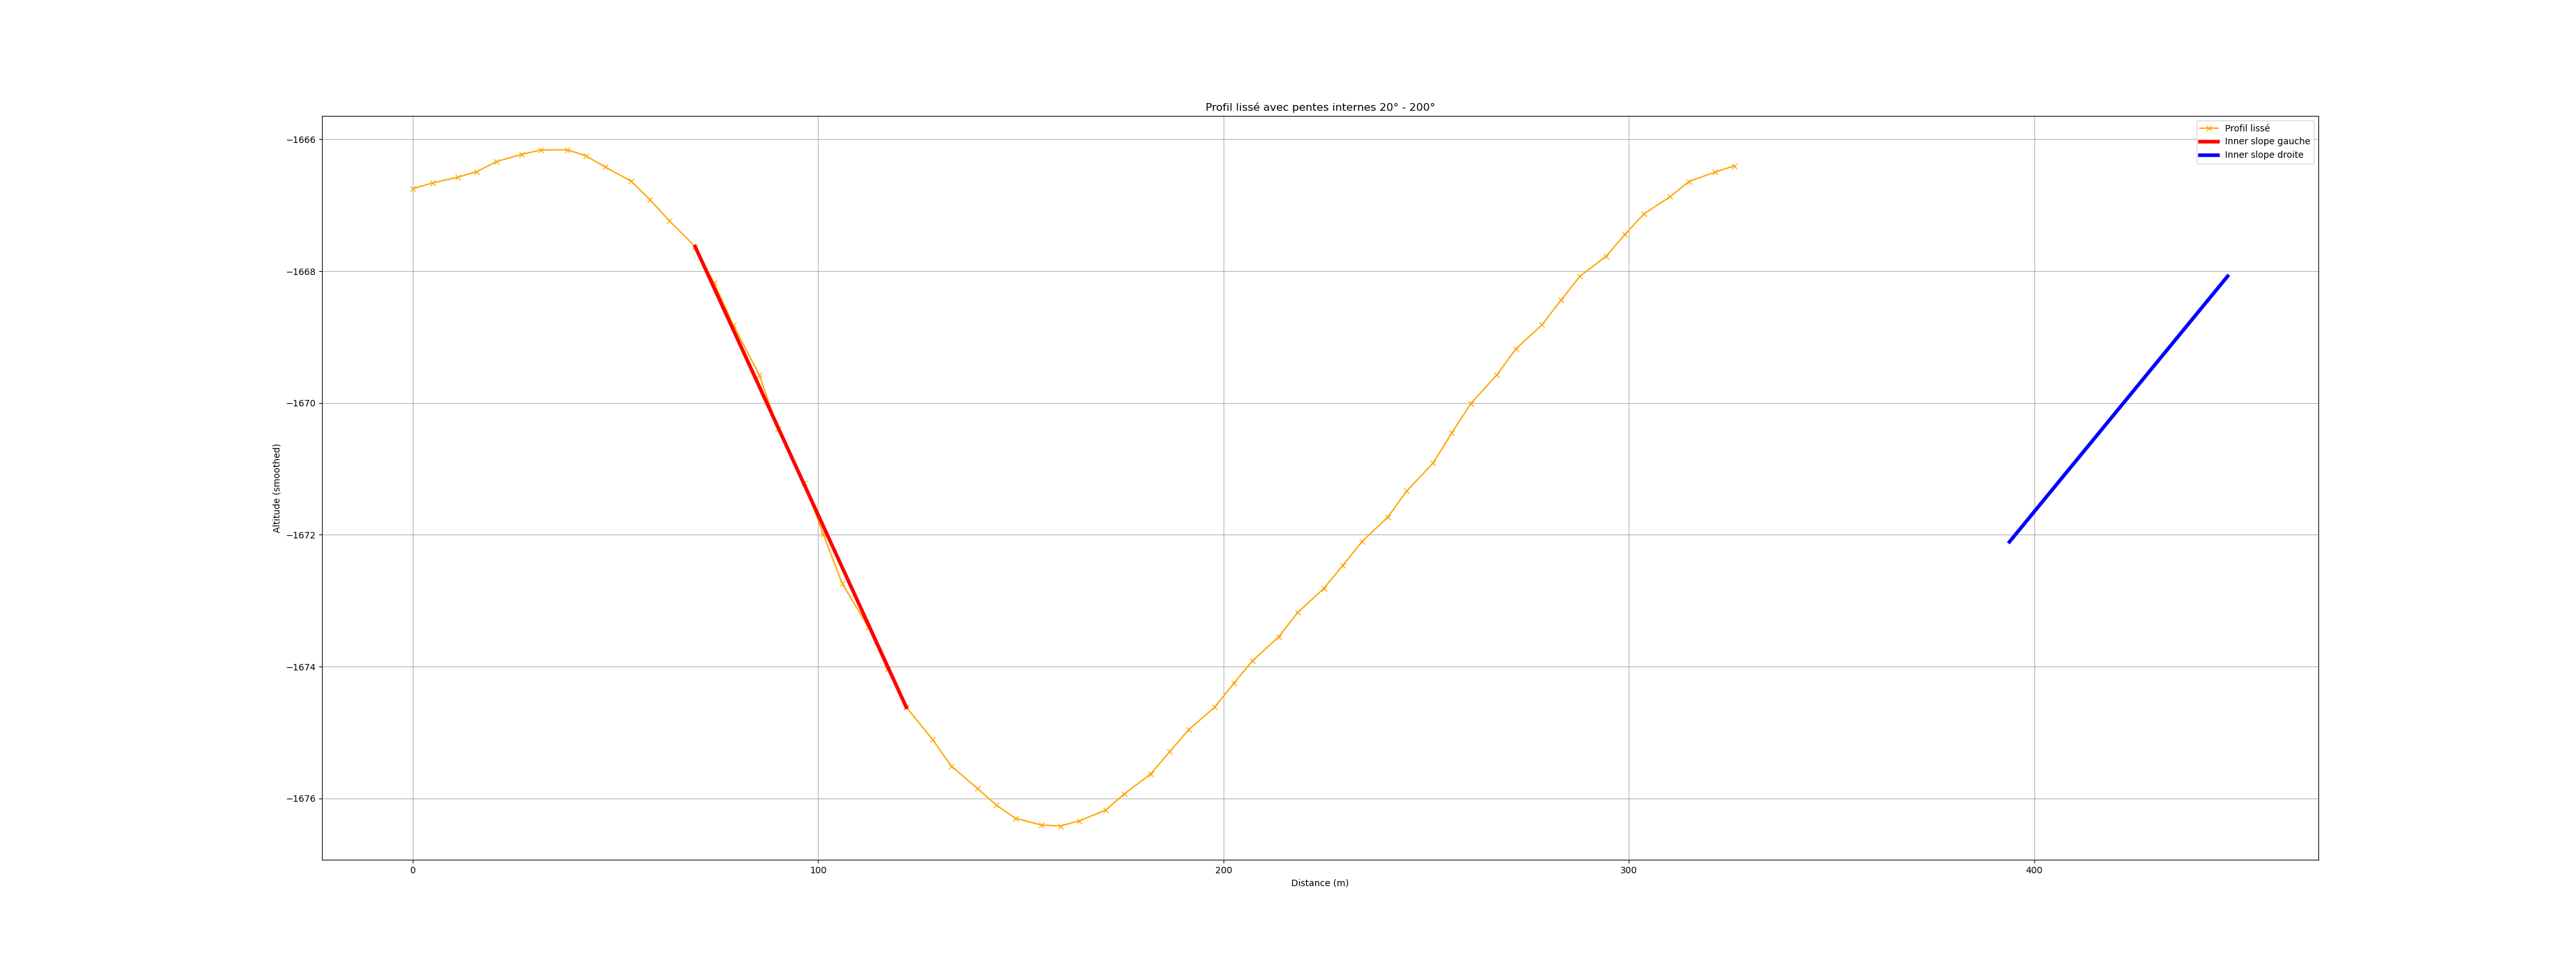 Profil lissé avec pentes internes 20° - 200°
Profil lissé
Inner slope gauche
Inner slope droite
Altitude (smoothed)
−1666
−1668
−1670
−1672
−1674
−1676
0 100 200 300 400
Distance (m)